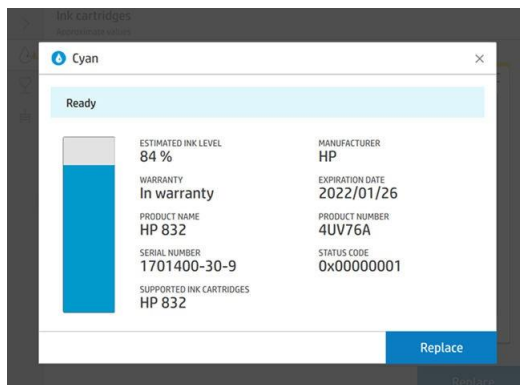 Ink cartridges
Cyan
Ready
ESTIMATED INK LEVEL
84 %
MANUFACTURER
HP
WARRANTY
In warranty
EXPIRATION DATE
2022/01/26
PRODUCT NAME
HP 832
PRODUCT NUMBER
4UV76A
SERIAL NUMBER
1701400-30-9
STATUS CODE
0x00000001
SUPPORTED INK CARTRIDGES
HP 832
Replace
Replace